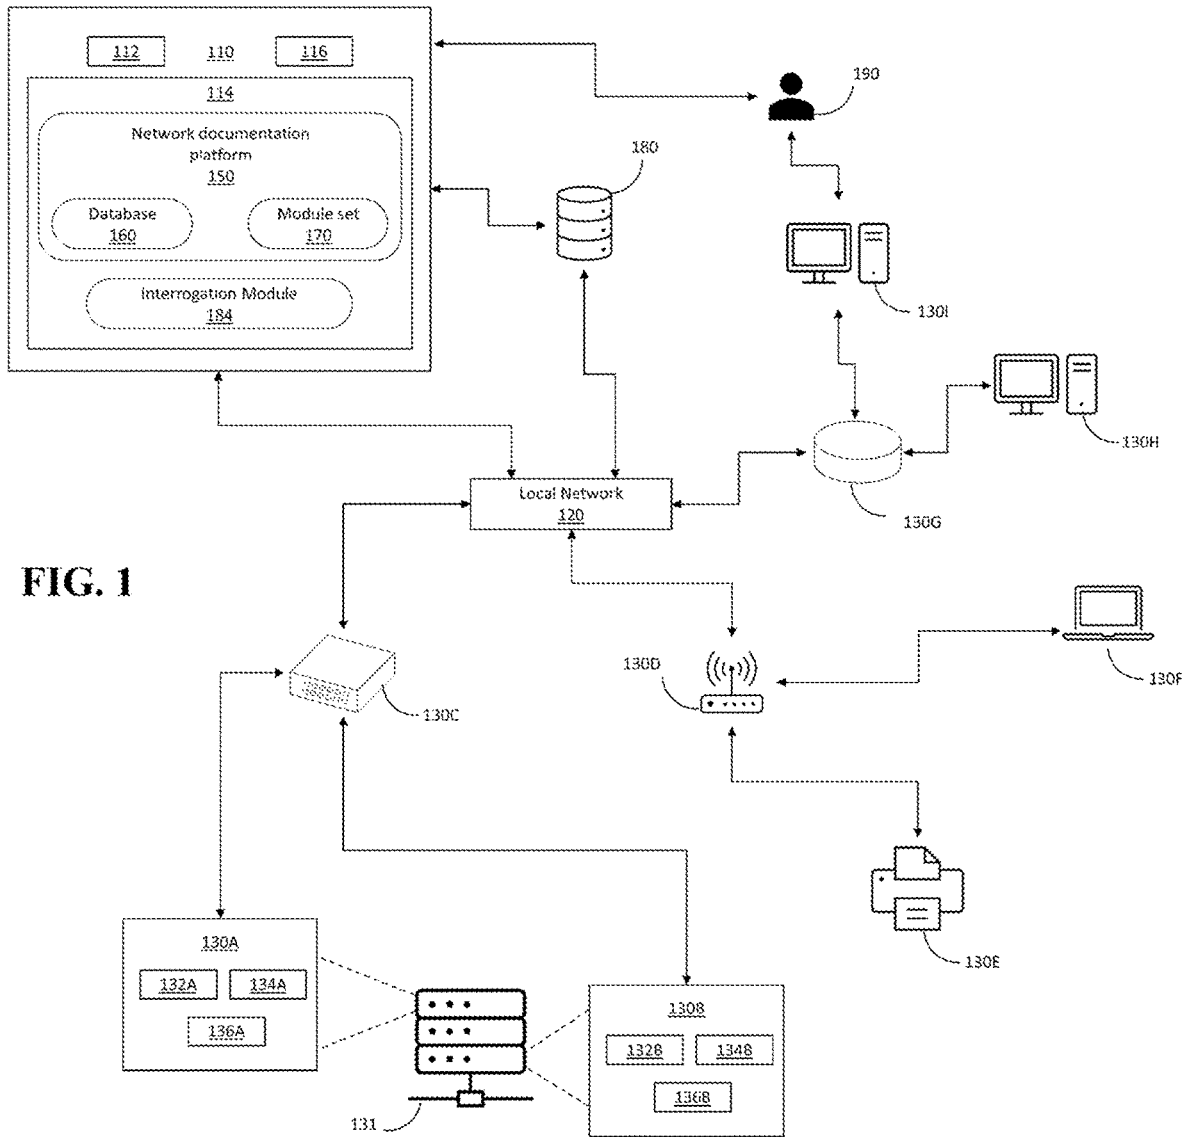 112
110
116
114
Network documentation
platform
150
Database
160
Module set
170
Interrogation Module
184
190
180
130I
130H
130G
Local Network
120
FIG. 1
130C
130D
130F
130E
130A
132A
134A
136A
131
130B
132B
134B
136B